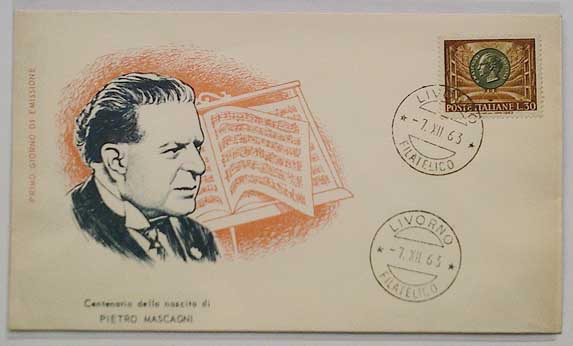 PRIMO GIORNO DI EMISSIONE
POSTE ITALIANE L.30
LIVORNO
-7.XII.63
FILATELICO
LIVORNO
-7.XII.63
FILATELICO
Centenario della nascita di
PIETRO MASCAGNI